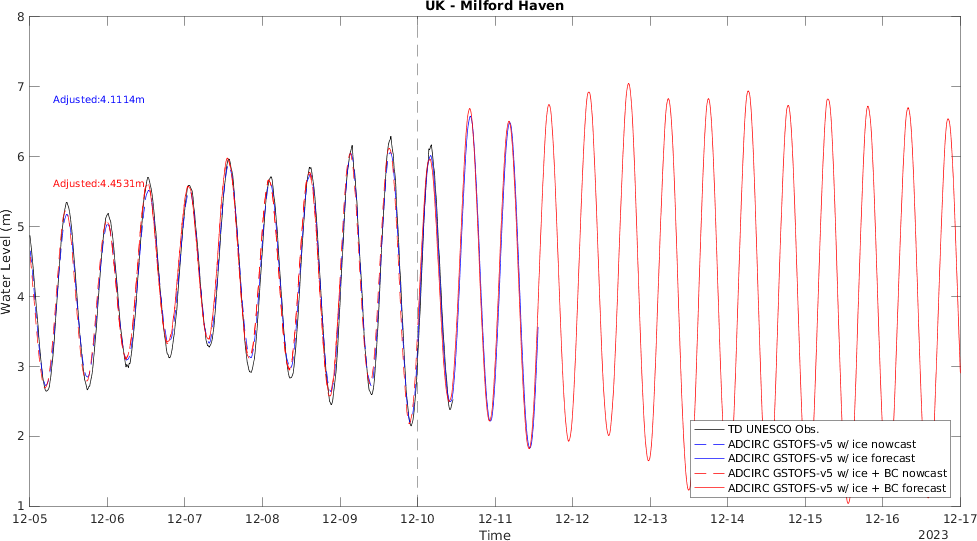 UK - Milford Haven
8
7
6
5
4
3
2
1
Water Level (m)
Adjusted:4.1114m
Adjusted:4.4531m
TD UNESCO Obs.
ADCIRC GSTOFS-v5 w/ ice nowcast
ADCIRC GSTOFS-v5 w/ ice forecast
ADCIRC GSTOFS-v5 w/ ice + BC nowcast
ADCIRC GSTOFS-v5 w/ ice + BC forecast
12-05 12-06 12-07 12-08 12-09 12-10 12-11 12-12 12-13 12-14 12-15 12-16 12-17
Time
2023